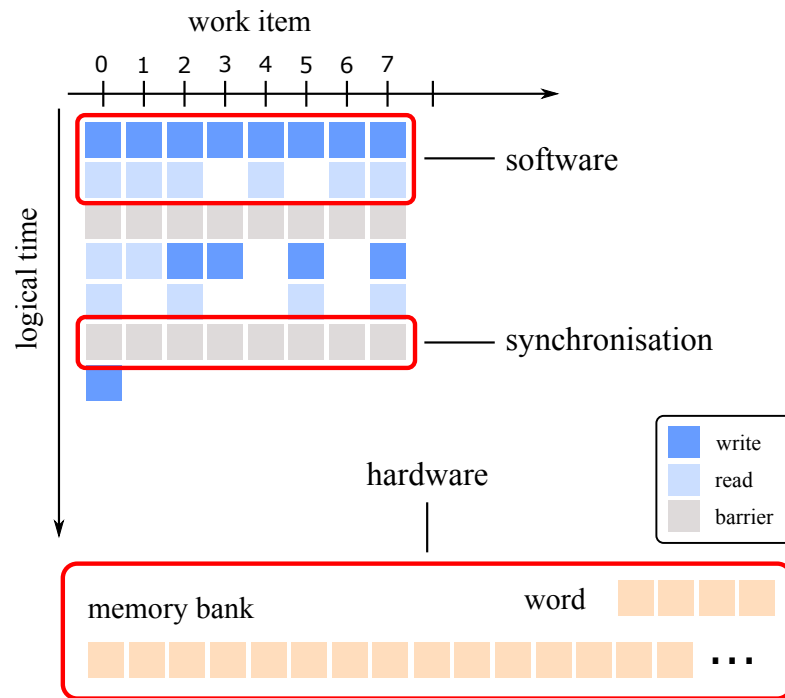 work item
0 1 2 3 4 5 6 7
software
logical time
synchronisation
write
read
barrier
hardware
word
memory bank
...